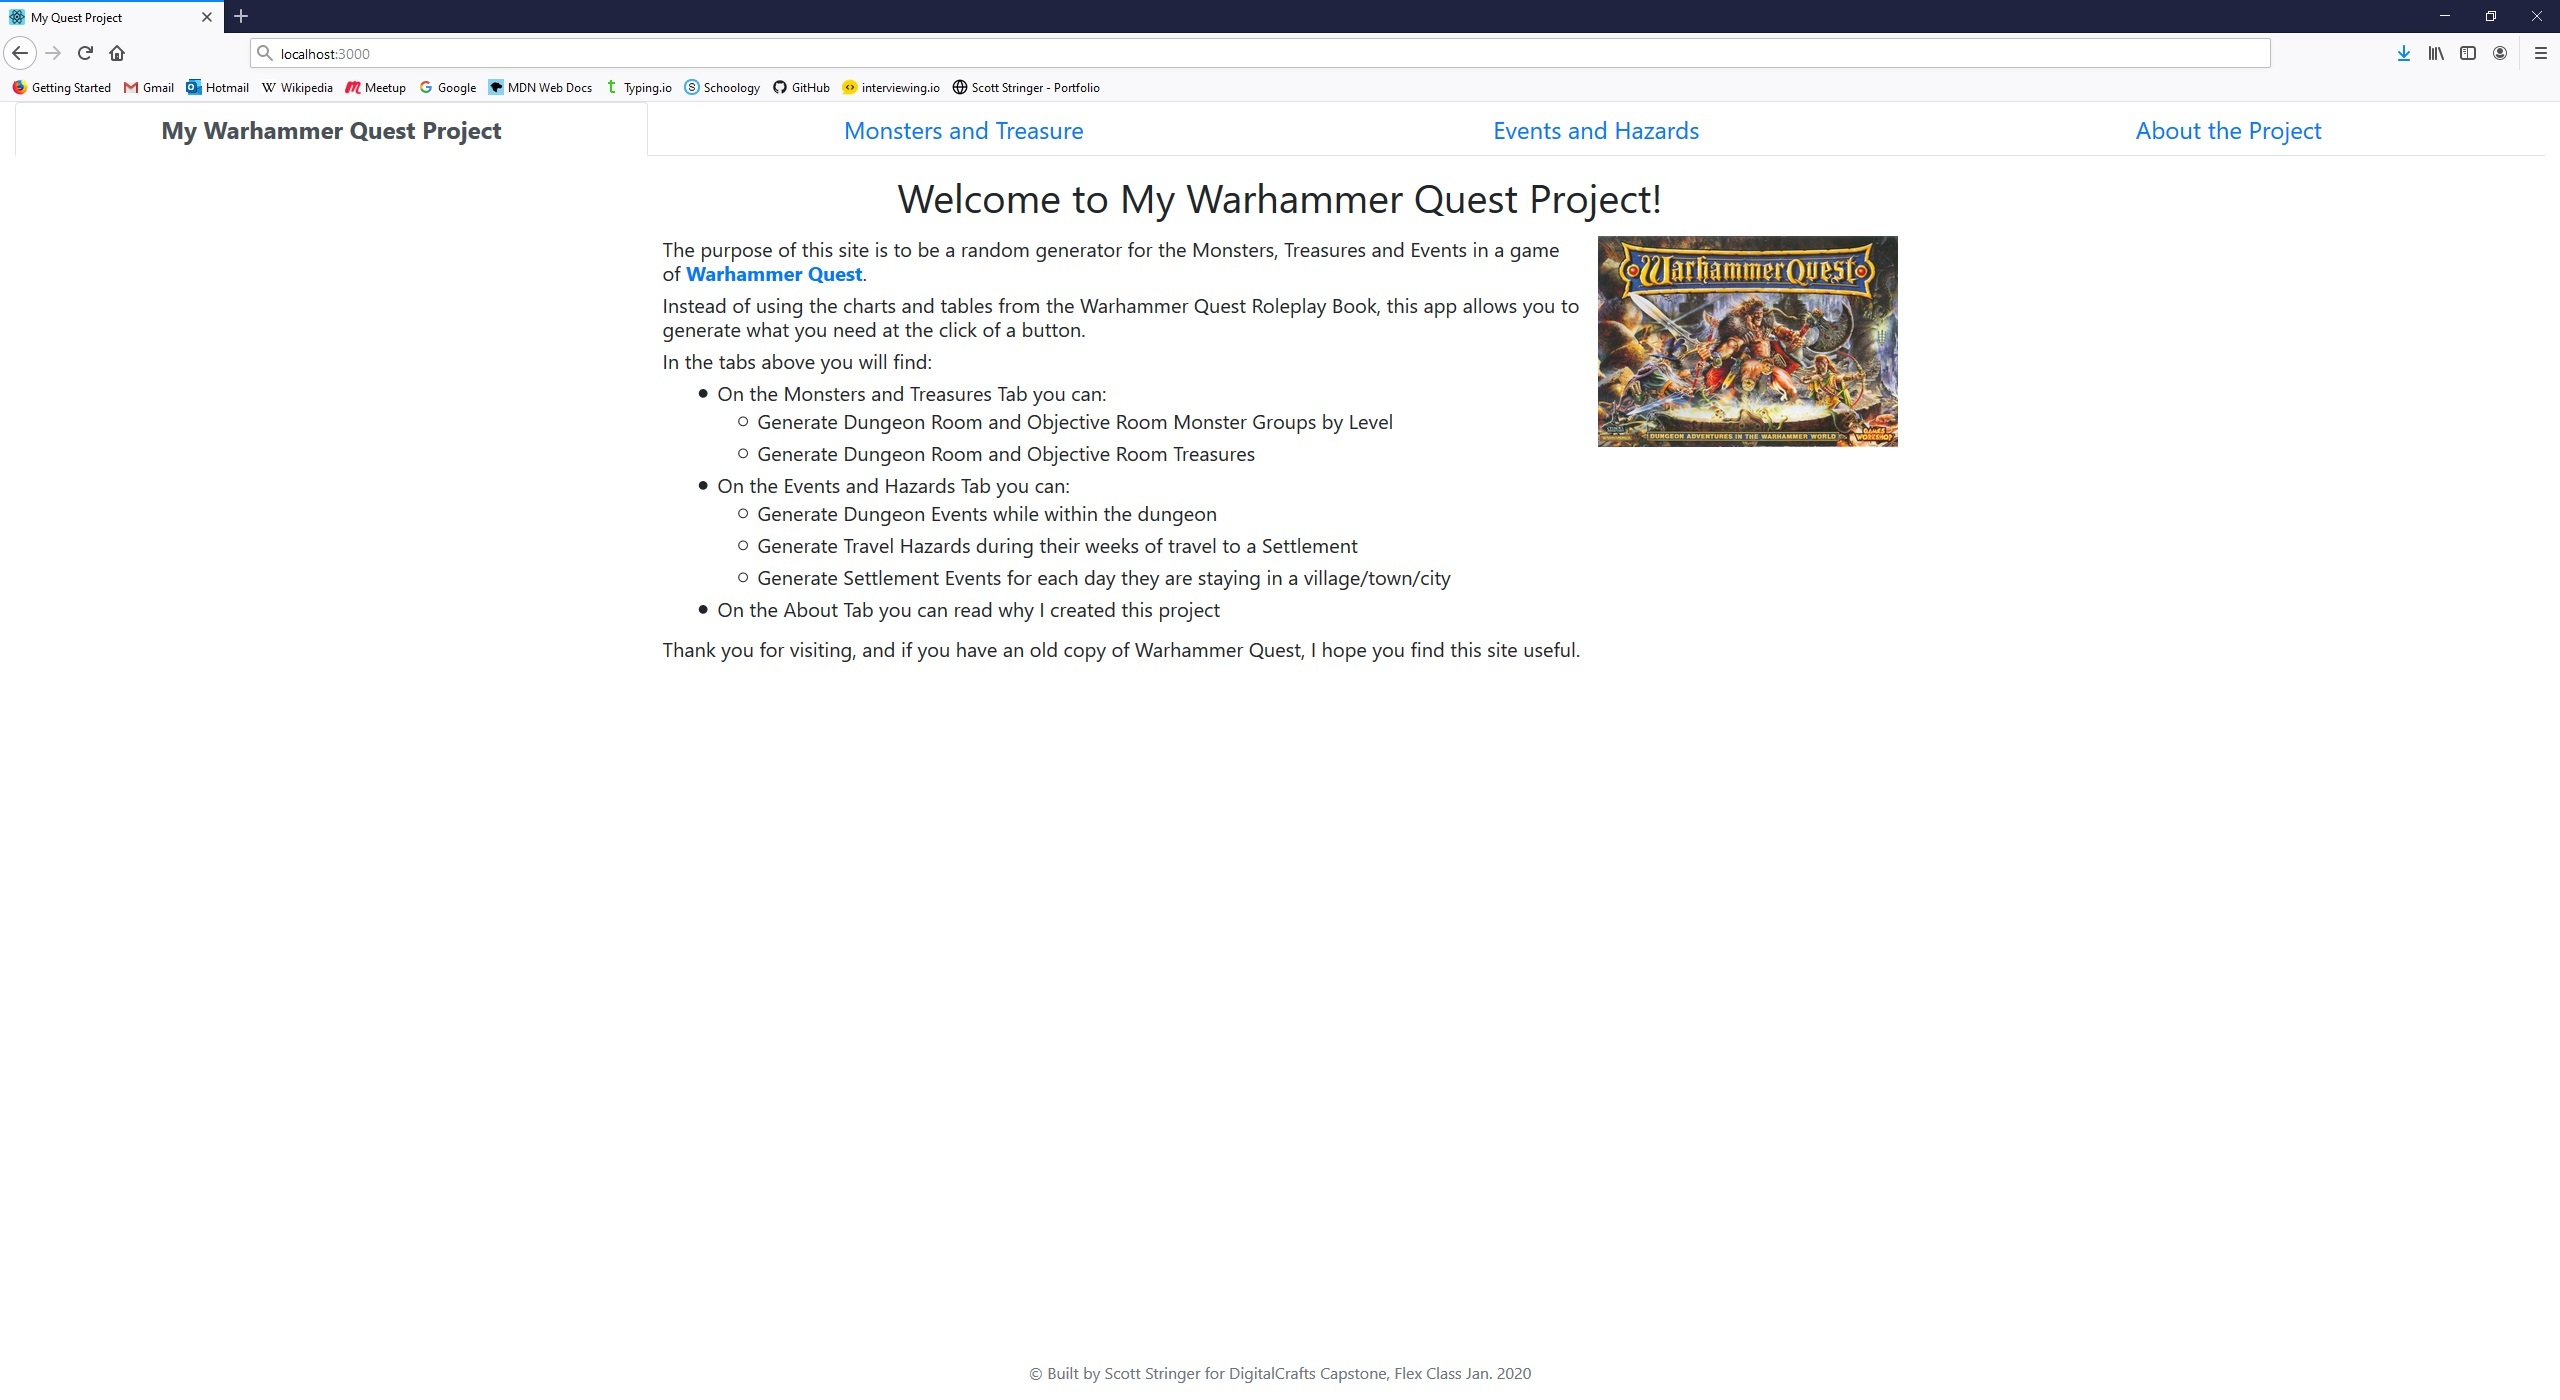 My Quest Project
localhost:3000
Getting Started Gmail Hotmail Wikipedia Meetup Google MDN Web Docs Typing.io Schoology GitHub interviewing.io Scott Stringer - Portfolio
My Warhammer Quest Project Monsters and Treasure Events and Hazards About the Project
Welcome to My Warhammer Quest Project!
The purpose of this site is to be a random generator for the Monsters, Treasures and Events in a game
of Warhammer Quest.
Instead of using the charts and tables from the Warhammer Quest Roleplay Book, this app allows you to
generate what you need at the click of a button.
In the tabs above you will find:
On the Monsters and Treasures Tab you can:
Generate Dungeon Room and Objective Room Monster Groups by Level
Generate Dungeon Room and Objective Room Treasures
On the Events and Hazards Tab you can:
Generate Dungeon Events while within the dungeon
Generate Travel Hazards during their weeks of travel to a Settlement
Generate Settlement Events for each day they are staying in a village/town/city
On the About Tab you can read why I created this project
Thank you for visiting, and if you have an old copy of Warhammer Quest, I hope you find this site useful.
Warhammer Quest
DUNGEON ADVENTURES IN THE WARHAMMER WORLD
GAMES WORKSHOP
© Built by Scott Stringer for DigitalCrafts Capstone, Flex Class Jan. 2020